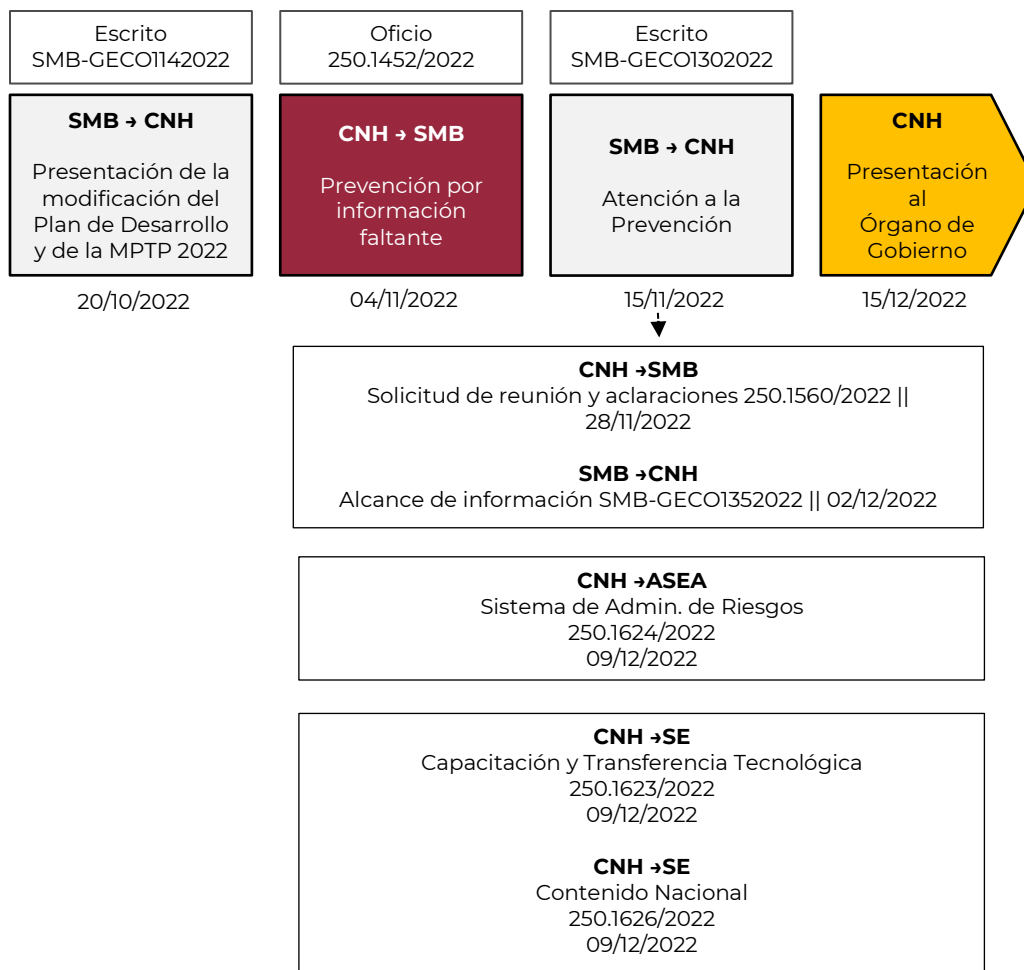 Escrito
SMB-GECO1142022
Oficio
250.1452/2022
Escrito
SMB-GECO1302022
SMB → CNH
Presentación de la
modificación del
Plan de Desarrollo
y de la MPTP 2022
CNH → SMB
Prevención por
información
faltante
SMB → CNH
Atención a la
Prevención
CNH
Presentación
al
Órgano de
Gobierno
20/10/2022
04/11/2022
15/11/2022
15/12/2022
CNH →SMB
Solicitud de reunión y aclaraciones 250.1560/2022 ||
28/11/2022
SMB →CNH
Alcance de información SMB-GECO1352022 || 02/12/2022
CNH →ASEA
Sistema de Admin. de Riesgos
250.1624/2022
09/12/2022
CNH →SE
Capacitación y Transferencia Tecnológica
250.1623/2022
09/12/2022
CNH →SE
Contenido Nacional
250.1626/2022
09/12/2022